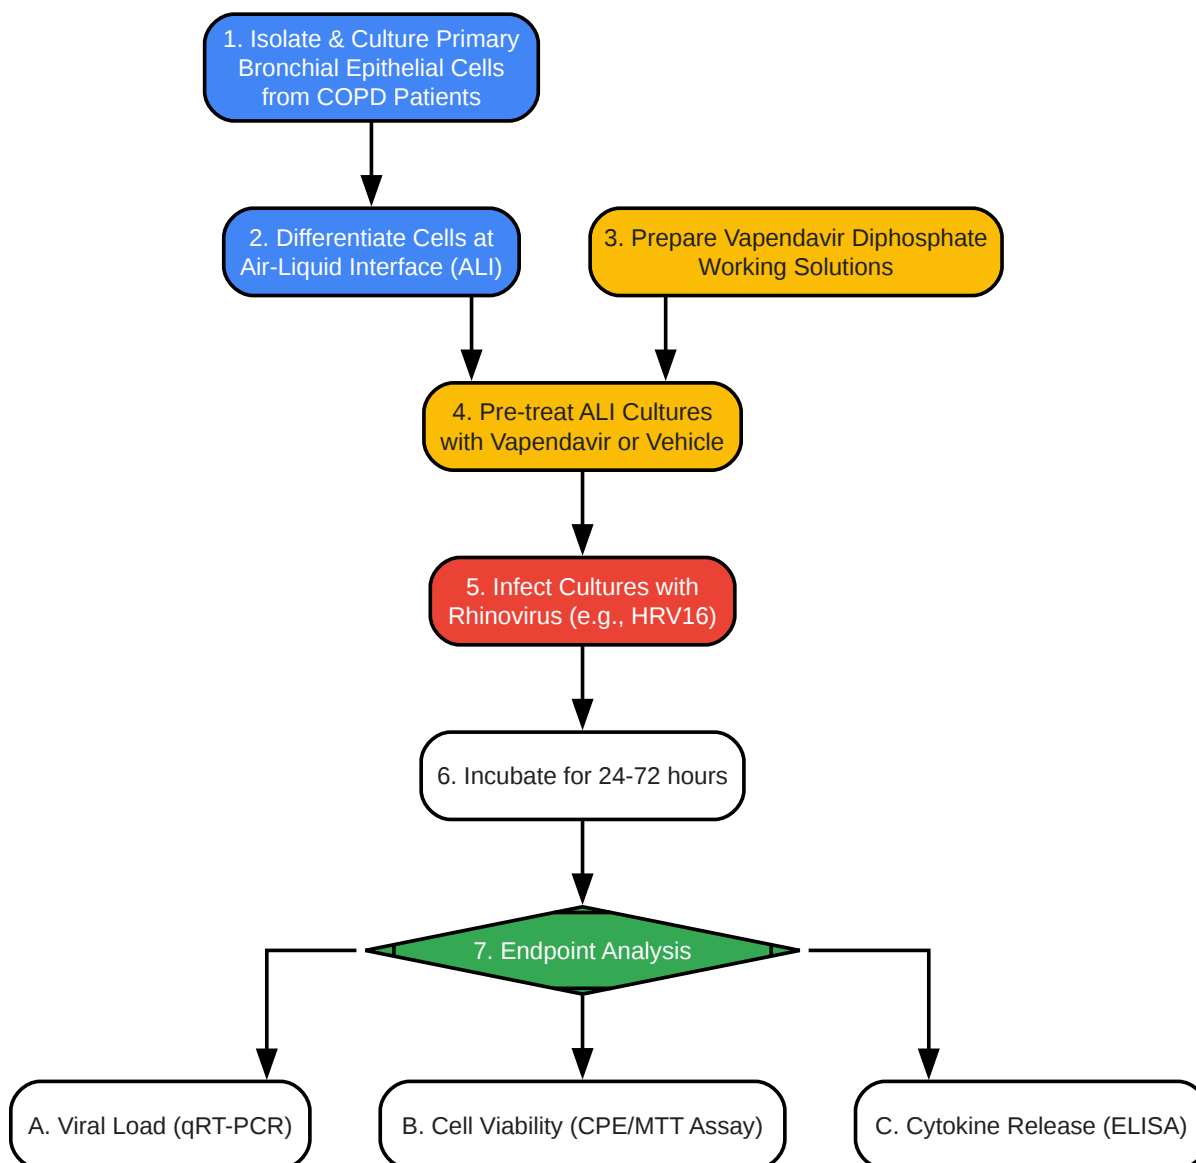 1. Isolate & Culture Primary
Bronchial Epithelial Cells
from COPD Patients
2. Differentiate Cells at
Air-Liquid Interface (ALI)
3. Prepare Vapendavir Diphosphate
Working Solutions
4. Pre-treat ALI Cultures
with Vapendavir or Vehicle
5. Infect Cultures with
Rhinovirus (e.g., HRV16)
6. Incubate for 24-72 hours
7. Endpoint Analysis
A. Viral Load (qRT-PCR)
B. Cell Viability (CPE/MTT Assay)
C. Cytokine Release (ELISA)